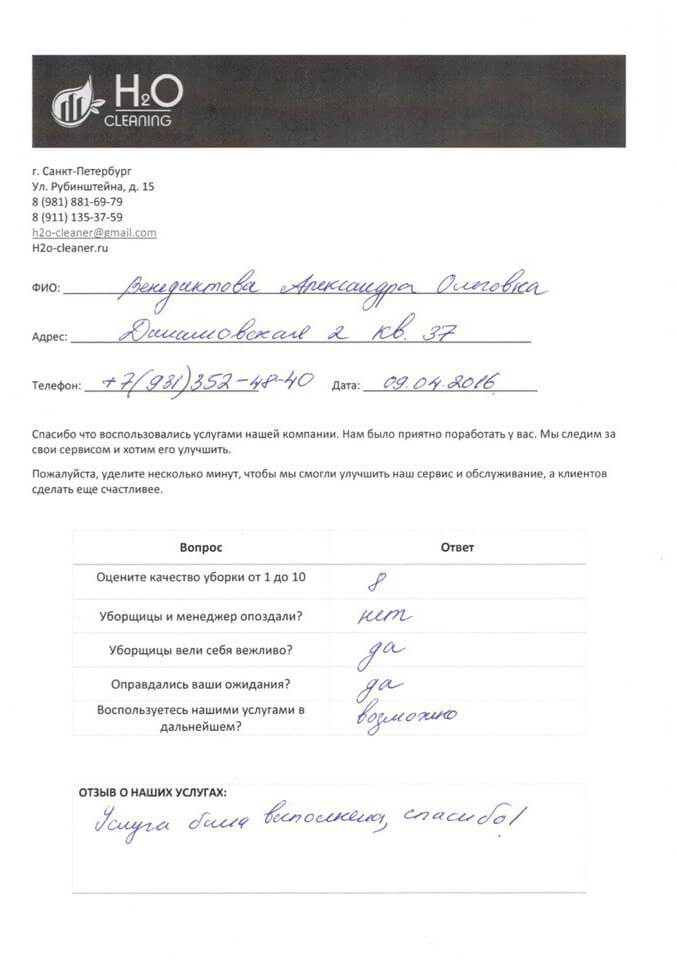 H2O
CLEANING
г. Санкт-Петербург
Ул. Рубинштейна, д. 15
8 (981) 881-69-79
8 (911) 135-37-59
h2o-cleaner@gmail.com
H2o-cleaner.ru
ФИО: Венедиктова Александра Олеговна
Адрес: 2 кв. 37
Телефон: +7(931)352-48-40 Дата: 09.04.2016
Спасибо что воспользовались услугами нашей компании. Нам было приятно поработать у вас. Мы следим за
свои сервисом и хотим его улучшить.
Пожалуйста, уделите несколько минут, чтобы мы смогли улучшить наш сервис и обслуживание, а клиентов
сделать еще счастливее.
Вопрос Ответ
Оцените качество уборки от 1 до 10 8
Уборщицы и менеджер опоздали? нет
Уборщицы вели себя вежливо? да
Оправдались ваши ожидания? да
Воспользуетесь нашими услугами в возможно
дальнейшем?
ОТЗЫВ О НАШИХ УСЛУГАХ:
Услуга была выполнена, спасибо!